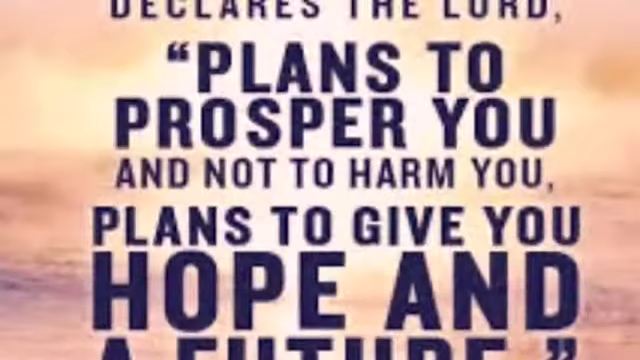 DECLARES THE LORD,
“PLANS TO
PROSPER YOU
AND NOT TO HARM YOU,
PLANS TO GIVE YOU
HOPE AND
A FUTURE.”